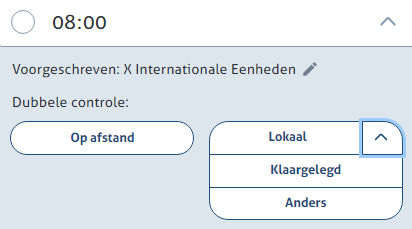 08:00
Voorgeschreven: X Internationale Eenheden
Dubbele controle:
Op afstand
Lokaal
Klaargelegd
Anders